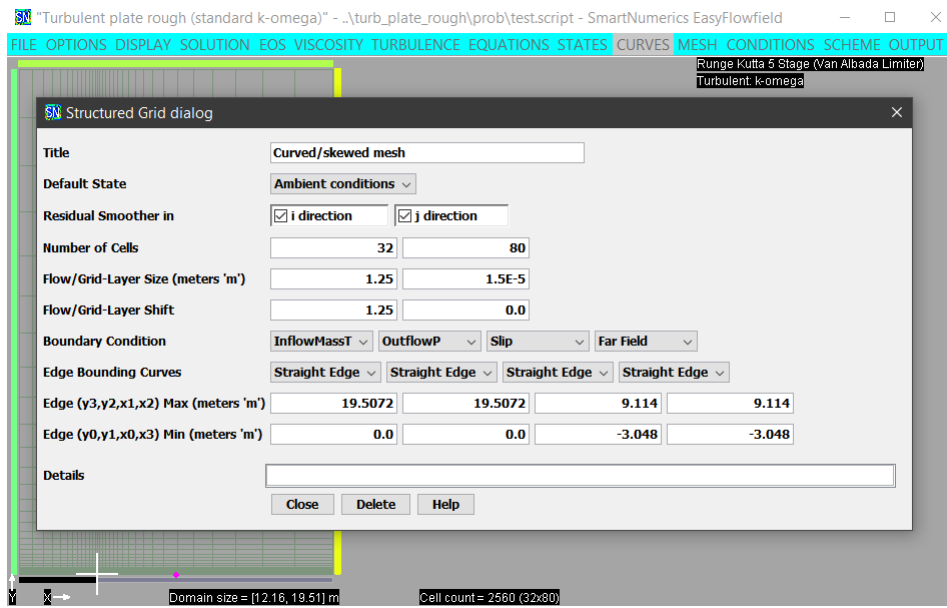 SN "Turbulent plate rough (standard k-omega)" - ..\turb_plate_rough\prob\test.script - SmartNumerics EasyFlowfield
FILE OPTIONS DISPLAY SOLUTION EOS VISCOSITY TURBULENCE EQUATIONS STATES CURVES MESH CONDITIONS SCHEME OUTPUT
Runge Kutta 5 Stage (Van Albada Limiter)
Turbulent: k-omega
SN Structured Grid dialog
Title Curved/skewed mesh
Default State Ambient conditions
Residual Smoother in i direction j direction
Number of Cells 32 80
Flow/Grid-Layer Size (meters 'm') 1.25 1.5E-5
Flow/Grid-Layer Shift 1.25 0.0
Boundary Condition InflowMassT OutflowP Slip Far Field
Edge Bounding Curves Straight Edge Straight Edge Straight Edge Straight Edge
Edge (y3,y2,x1,x2) Max (meters 'm') 19.5072 19.5072 9.114 9.114
Edge (y0,y1,x0,x3) Min (meters 'm') 0.0 0.0 -3.048 -3.048
Details
Close Delete Help
Y X Domain size = [12.16, 19.51] m Cell count = 2560 (32x80)